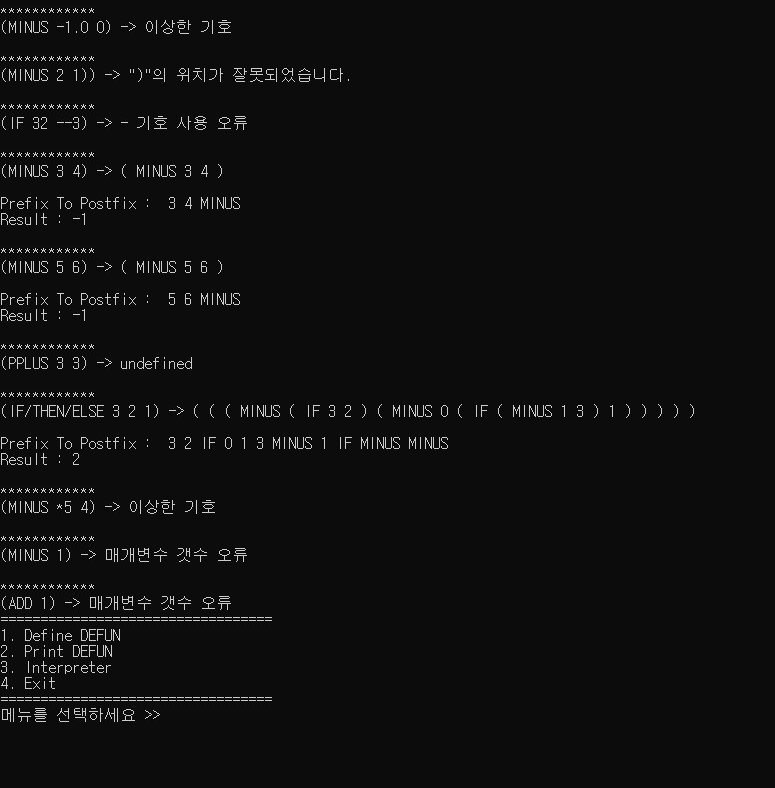 ************
(MINUS -1.0 0) -> 이상한 기호
************
(MINUS 2 1)) -> ")"의 위치가 잘못되었습니다.
************
(IF 32 --3) -> - 기호 사용 오류
************
(MINUS 3 4) -> ( MINUS 3 4 )
Prefix To Postfix :  3 4 MINUS
Result : -1
************
(MINUS 5 6) -> ( MINUS 5 6 )
Prefix To Postfix :  5 6 MINUS
Result : -1
************
(PPLUS 3 3) -> undefined
************
(IF/THEN/ELSE 3 2 1) -> ( ( ( MINUS ( IF 3 2 ) ( MINUS 0 ( IF ( MINUS 1 3 ) 1 ) ) ) ) )
Prefix To Postfix :  3 2 IF 0 1 3 MINUS 1 IF MINUS MINUS
Result : 2
************
(MINUS *5 4) -> 이상한 기호
************
(MINUS 1) -> 매개변수 갯수 오류
************
(ADD 1) -> 매개변수 갯수 오류
==================================
1. Define DEFUN
2. Print DEFUN
3. Interpreter
4. Exit
==================================
메뉴를 선택하세요 >>